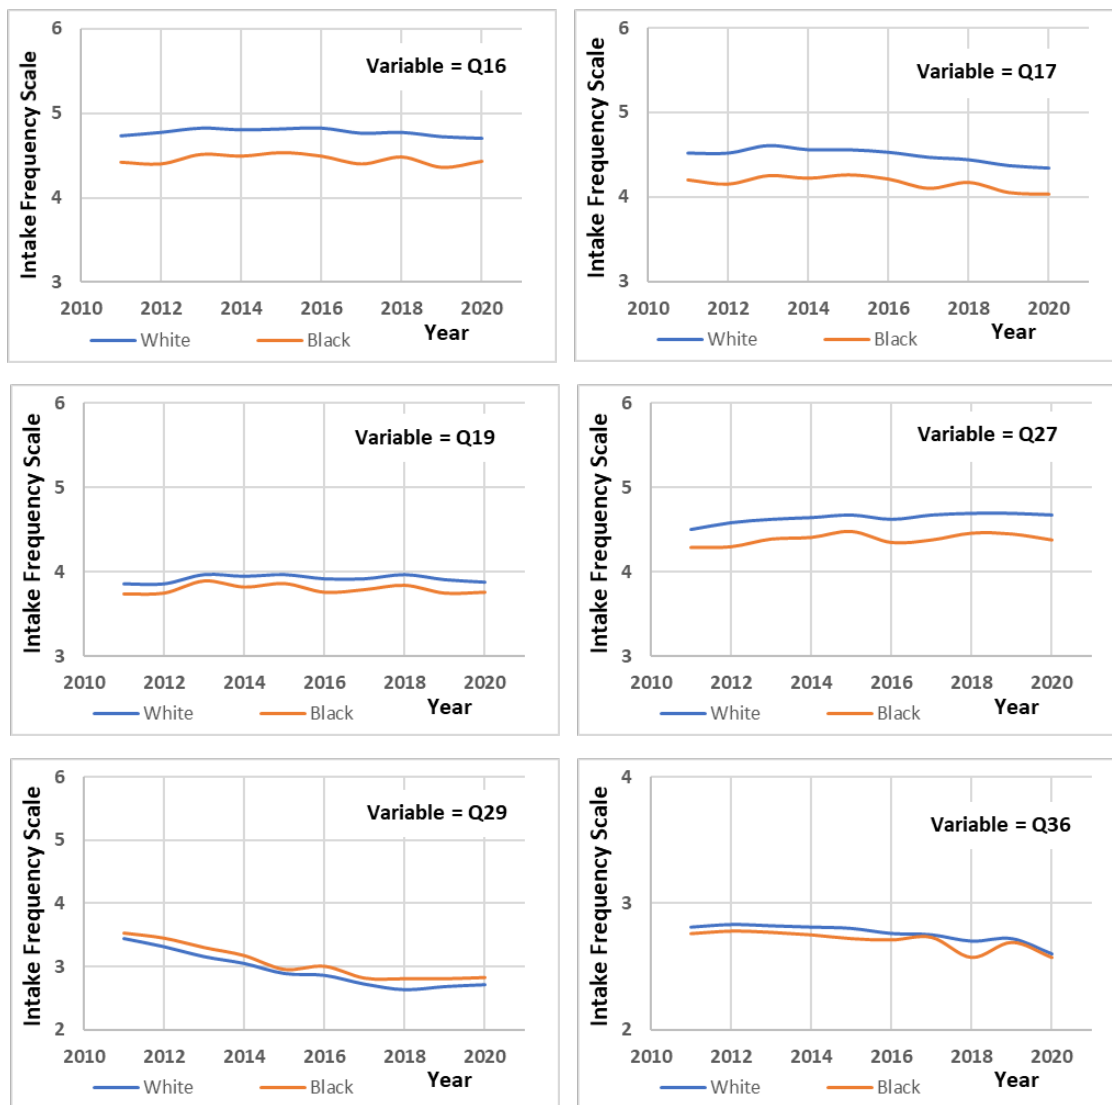 Intake Frequency Scale
6
5
4
3
Variable = Q16
2010 2012 2014 2016 2018 2020
Year
White Black
Intake Frequency Scale
6
5
4
3
Variable = Q17
2010 2012 2014 2016 2018 2020
Year
White Black
Intake Frequency Scale
6
5
4
3
Variable = Q19
2010 2012 2014 2016 2018 2020
Year
White Black
Intake Frequency Scale
6
5
4
3
Variable = Q27
2010 2012 2014 2016 2018 2020
Year
White Black
Intake Frequency Scale
6
5
4
3
2
Variable = Q29
2010 2012 2014 2016 2018 2020
Year
White Black
Intake Frequency Scale
4
3
2
Variable = Q36
2010 2012 2014 2016 2018 2020
Year
White Black